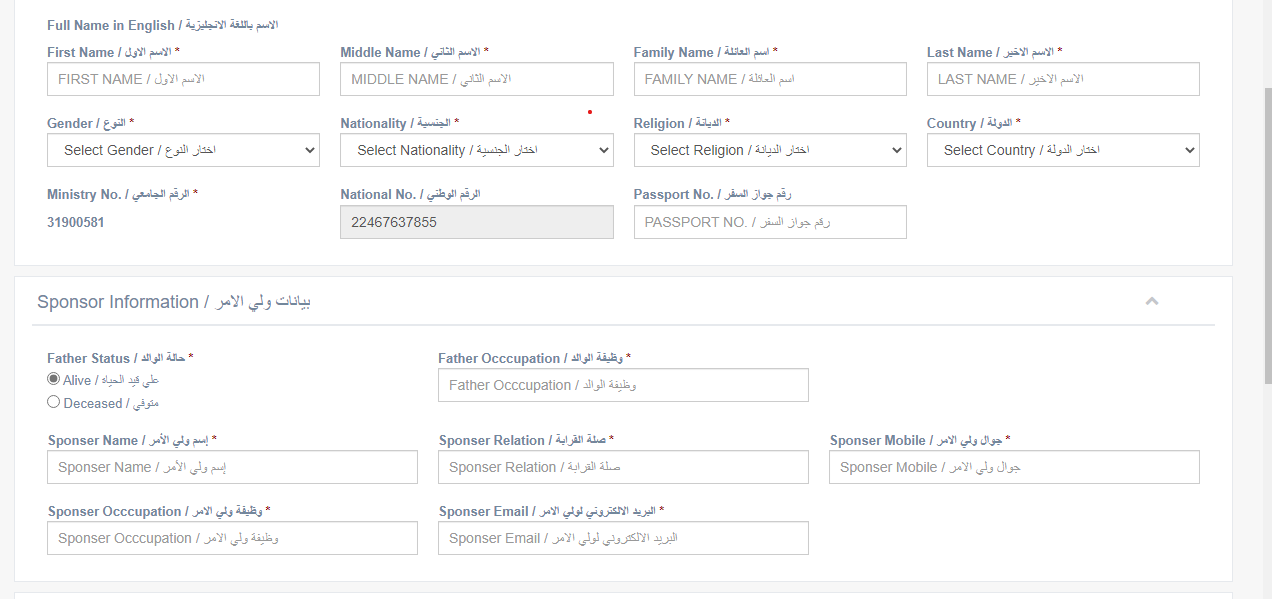 Full Name in English / الاسم باللغة الانجليزية
First Name / الاسم الاول * Middle Name / الاسم الثاني * Family Name / اسم العائلة * Last Name / الاسم الاخير *
FIRST NAME / الاسم الاول MIDDLE NAME / الاسم الثاني FAMILY NAME / اسم العائلة LAST NAME / الاسم الاخير
Gender / النوع * Nationality / الجنسية * Religion / الديانة * Country / الدولة *
Select Gender / اختار النوع Select Nationality / اختار الجنسية Select Religion / اختار الديانة Select Country / اختار الدولة
Ministry No. / الرقم الجامعي * National No. / الرقم الوطني Passport No. / رقم جواز السفر
31900581 22467637855 PASSPORT NO. / رقم جواز السفر
Sponsor Information / بيانات ولي الامر
Father Status / حالة الوالد * Father Occcupation / وظيفة الوالد *
Alive / علي قيد الحياه Father Occcupation / وظيفة الوالد
Deceased / متوفي
Sponser Name / إسم ولي الأمر * Sponser Relation / صلة القرابة * Sponser Mobile / جوال ولي الامر *
Sponser Name / إسم ولي الأمر Sponser Relation / صلة القرابة Sponser Mobile / جوال ولي الامر
Sponser Occcupation / وظيفة ولي الامر * Sponser Email / البريد الالكتروني لولي الامر *
Sponser Occcupation / وظيفة ولي الامر Sponser Email / البريد الالكتروني لولي الامر